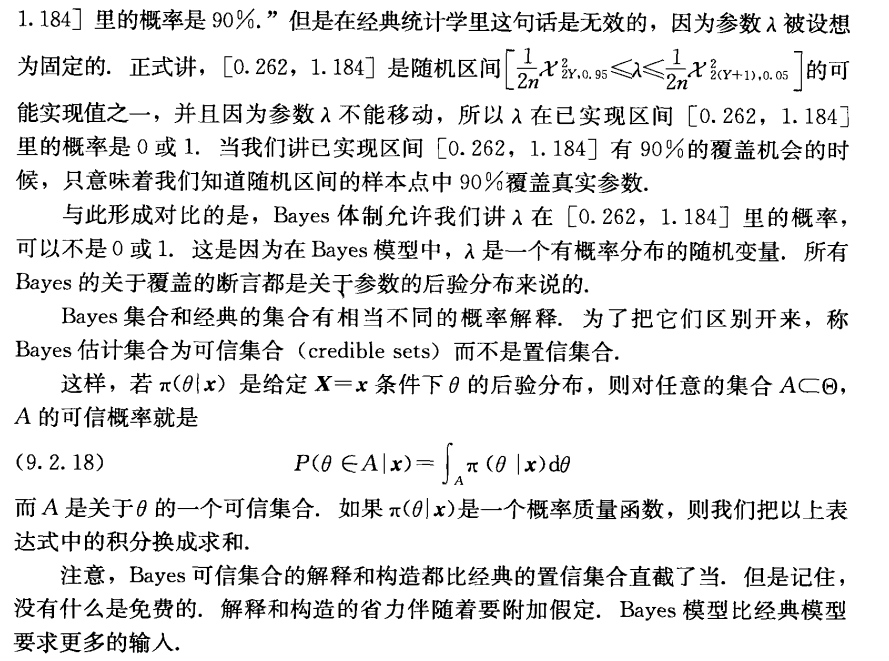 1.184］里的概率是 90％.”但是在经典统计学里这句话是无效的，因为参数 λ 被设想
为固定的. 正式讲，[0.262，1.184］是随机区间$\left[\frac{1}{2n}\chi^2_{2Y,0.95} \leqslant \lambda \leqslant \frac{1}{2n}\chi^2_{2(Y+1),0.05}\right]$的可
能实现值之一，并且因为参数 λ 不能移动，所以 λ 在已实现区间［0.262，1.184］
里的概率是 0 或 1. 当我们讲已实现区间［0.262，1.184］有 90％的覆盖机会的时
候，只意味着我们知道随机区间的样本点中 90％覆盖真实参数.
与此形成对比的是，Bayes 体制允许我们讲 λ 在［0.262，1.184］里的概率，
可以不是 0 或 1. 这是因为在 Bayes 模型中，λ 是一个有概率分布的随机变量. 所有
Bayes 的关于覆盖的断言都是关于参数的后验分布来说的.
Bayes 集合和经典的集合有相当不同的概率解释. 为了把它们区别开来，称
Bayes 估计集合为可信集合（credible sets）而不是置信集合.
这样，若 π(θ|x) 是给定 X=x 条件下 θ 的后验分布，则对任意的集合 A⊂Θ，
A 的可信概率就是
(9.2.18) P(θ∈A|x)=∫_A π(θ|x)dθ
而 A 是关于 θ 的一个可信集合. 如果 π(θ|x)是一个概率质量函数，则我们把以上表
达式中的积分换成求和.
注意，Bayes 可信集合的解释和构造都比经典的置信集合直截了当. 但是记住，
没有什么是免费的. 解释和构造的省力伴随着要附加假定. Bayes 模型比经典模型
要求更多的输入.